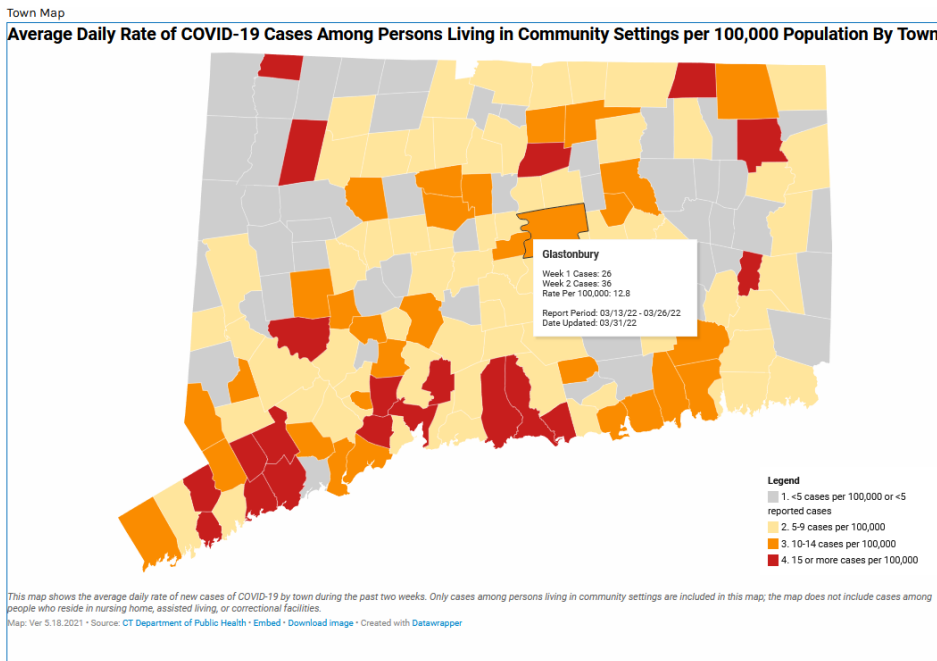 Town Map
Average Daily Rate of COVID-19 Cases Among Persons Living in Community Settings per 100,000 Population By Town
Glastonbury
Week 1 Cases: 26
Week 2 Cases: 36
Rate Per 100,000: 12.8
Report Period: 03/13/22 - 03/26/22
Date Updated: 03/31/22
Legend
1. <5 cases per 100,000 or <5
reported cases
2. 5-9 cases per 100,000
3. 10-14 cases per 100,000
4. 15 or more cases per 100,000
This map shows the average daily rate of new cases of COVID-19 by town during the past two weeks. Only cases among persons living in community settings are included in this map; the map does not include cases among
people who reside in nursing home, assisted living, or correctional facilities.
Map: Ver 5.18.2021 • Source: CT Department of Public Health • Embed • Download image • Created with Datawrapper